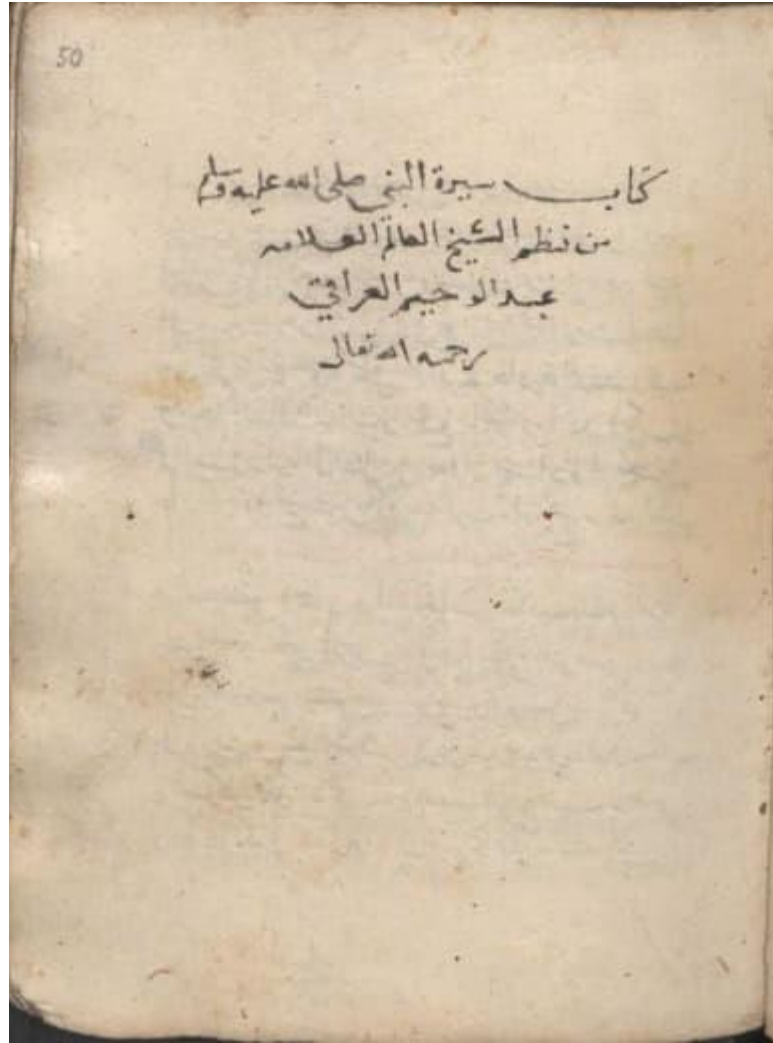 50
كتاب سيرة النبي صلى الله عليه وسلم
من نظم الشيخ العالم العلامه
عبد الرحيم العراقي
رحمه الله تعالى